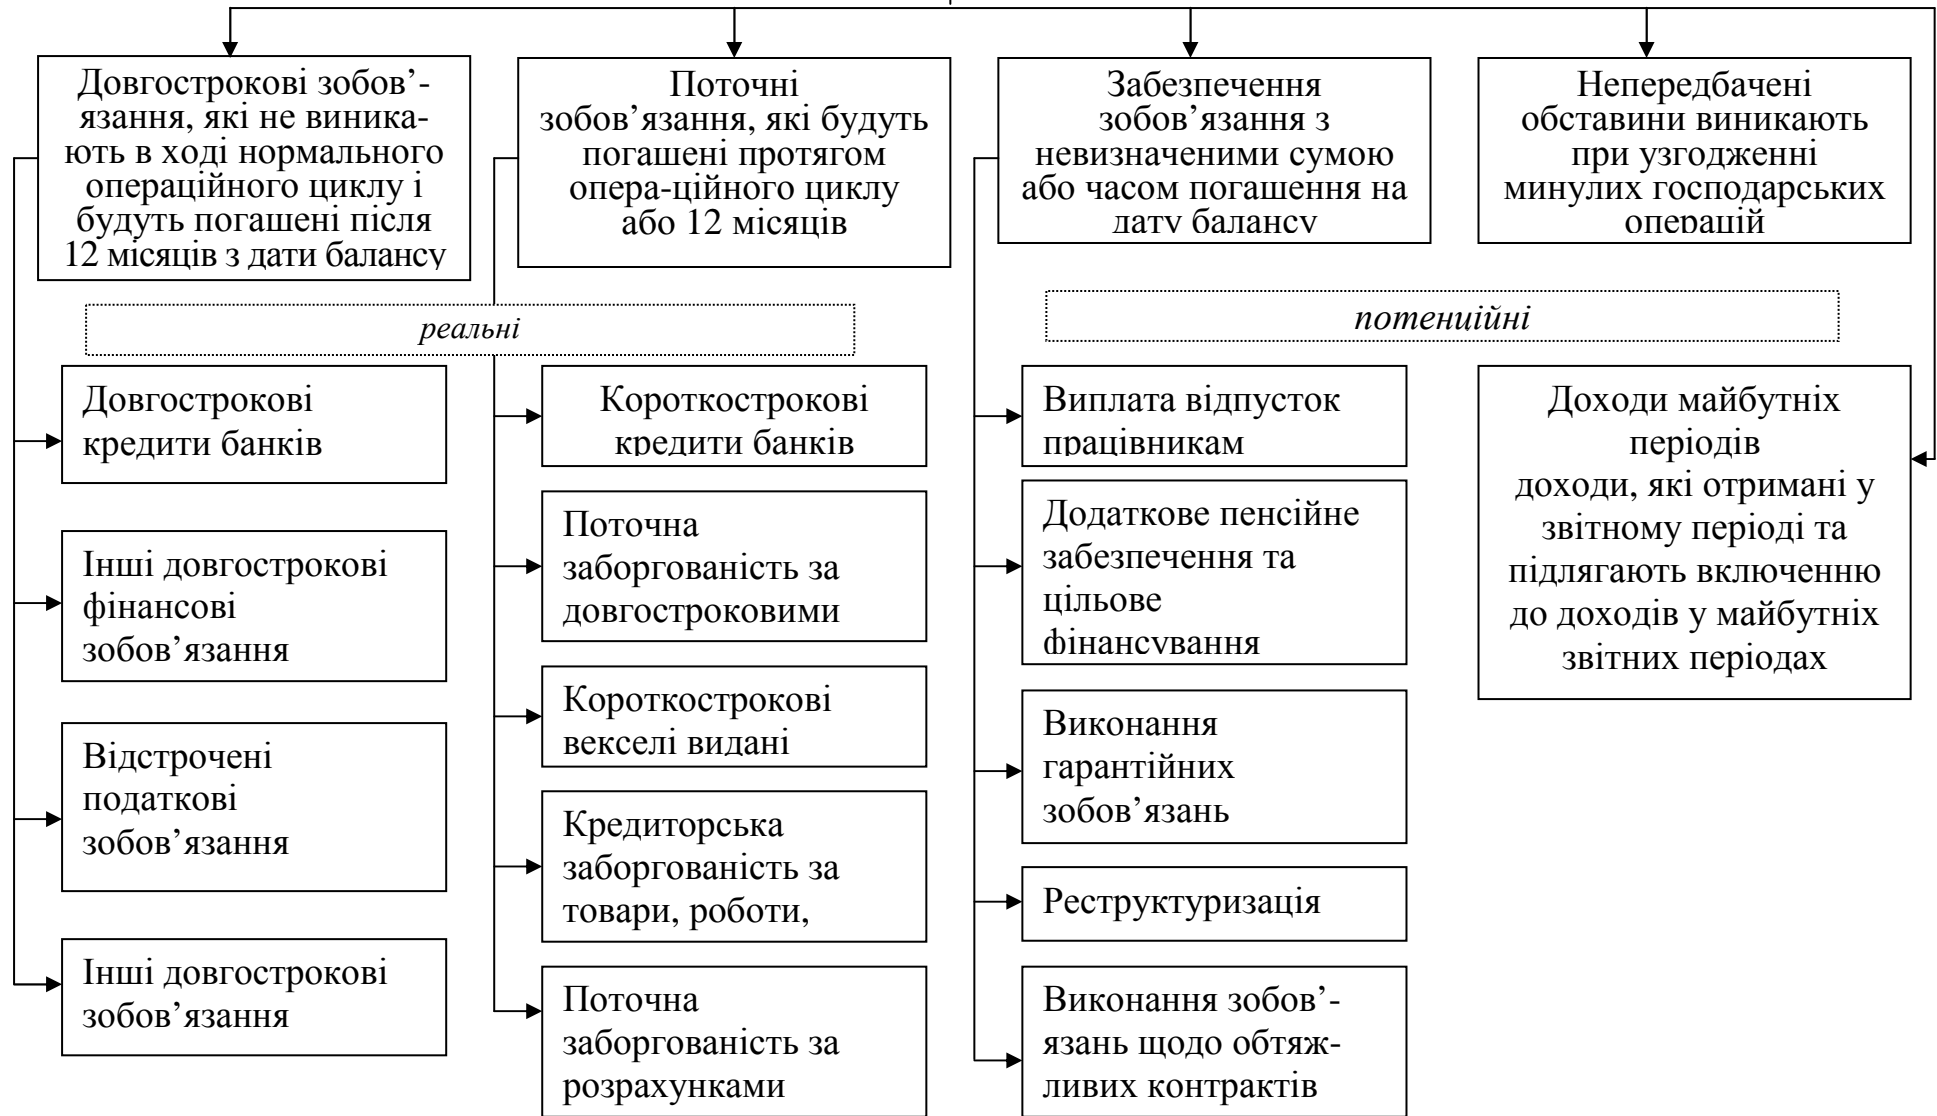 Довгострокові зобов’-
язання, які не виника-
ють в ході нормального
операційного циклу і
будуть погашені після
12 місяців з дати балансу
Поточні
зобов’язання, які будуть
погашені протягом
опера-ційного циклу
або 12 місяців
Забезпечення
зобов’язання з
невизначеними сумою
або часом погашення на
дату балансу
Непередбачені
обставини виникають
при узгодженні
минулих господарських
операцій
реальні
потенційні
Довгострокові
кредити банків
Інші довгострокові
фінансові
зобов’язання
Відстрочені
податкові
зобов’язання
Інші довгострокові
зобов’язання
Короткострокові
кредити банків
Поточна
заборгованість за
довгостроковими
Короткострокові
векселі видані
Кредиторська
заборгованість за
товари, роботи,
Поточна
заборгованість за
розрахунками
Виплата відпусток
працівникам
Додаткове пенсійне
забезпечення та
цільове
фінансування
Виконання
гарантійних
зобов’язань
Реструктуризація
Виконання зобов’-
язань щодо обтяж-
ливих контрактів
Доходи майбутніх
періодів
доходи, які отримані у
звітному періоді та
підлягають включенню
до доходів у майбутніх
звітних періодах